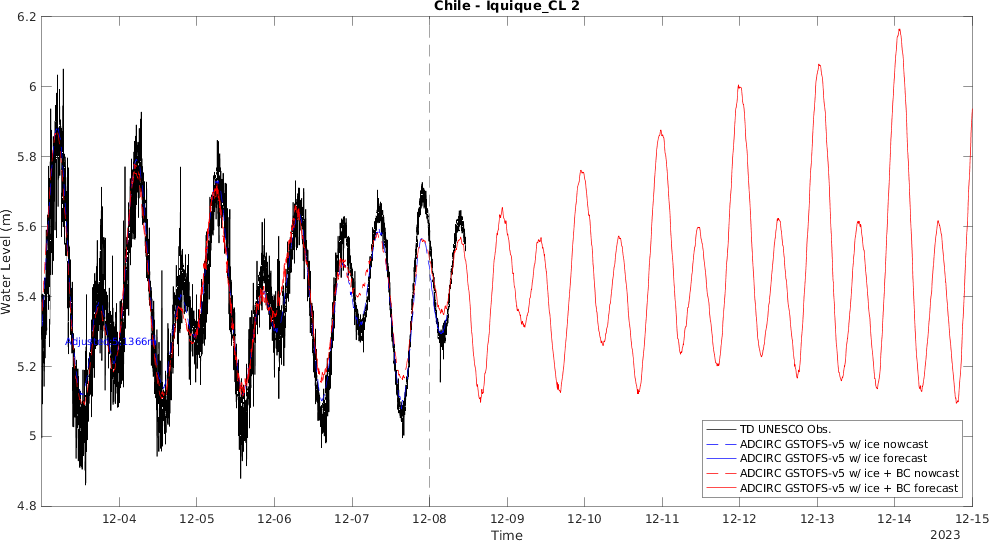 Chile - Iquique_CL 2
6.2
6
5.8
5.6
5.4
5.2
5
4.8
Water Level (m)
12-04
12-05
12-06
12-07
12-08
12-09
12-10
12-11
12-12
12-13
12-14
12-15
Time
2023
TD UNESCO Obs.
ADCIRC GSTOFS-v5 w/ ice nowcast
ADCIRC GSTOFS-v5 w/ ice forecast
ADCIRC GSTOFS-v5 w/ ice + BC nowcast
ADCIRC GSTOFS-v5 w/ ice + BC forecast